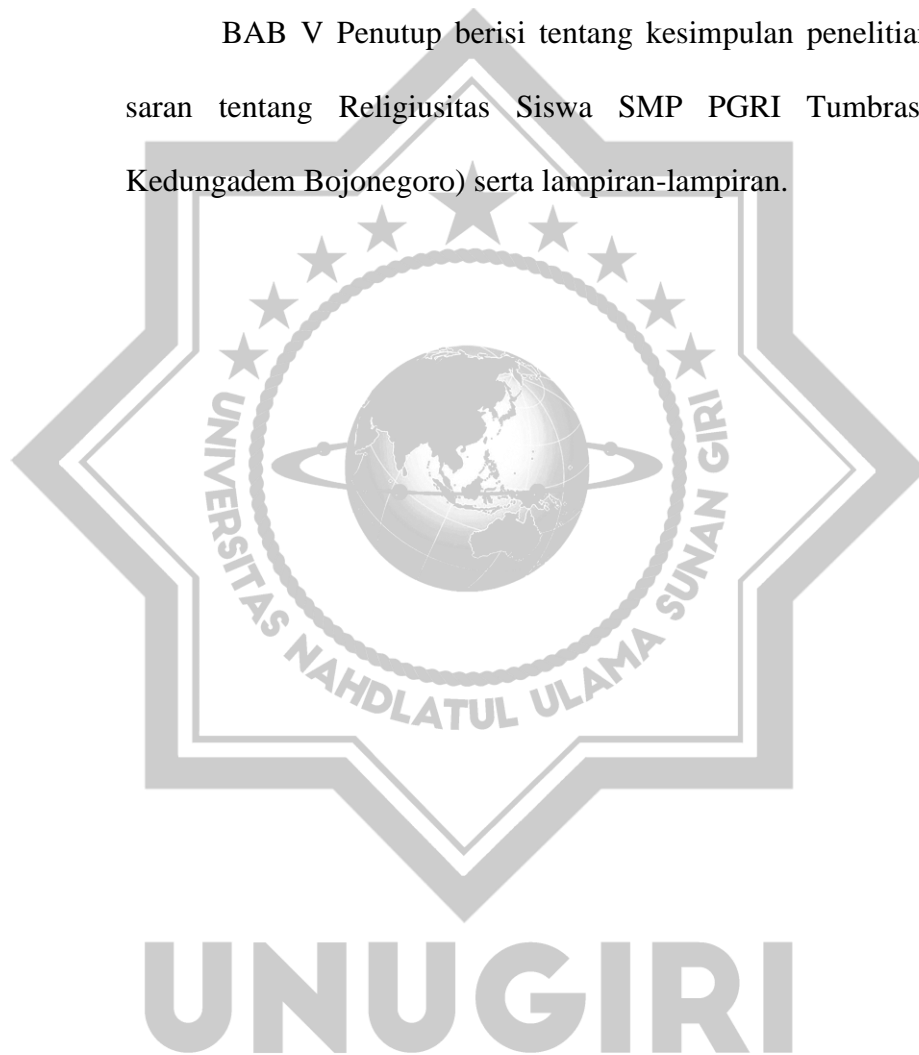 BAB V Penutup berisi tentang kesimpulan penelitian
saran tentang Religiusitas Siswa SMP PGRI Tumbras
Kedungadem Bojonegoro) serta lampiran-lampiran.
UNIVERSITAS NAHDLATUL ULAMA SUNAN GIRI
UNUGIRI